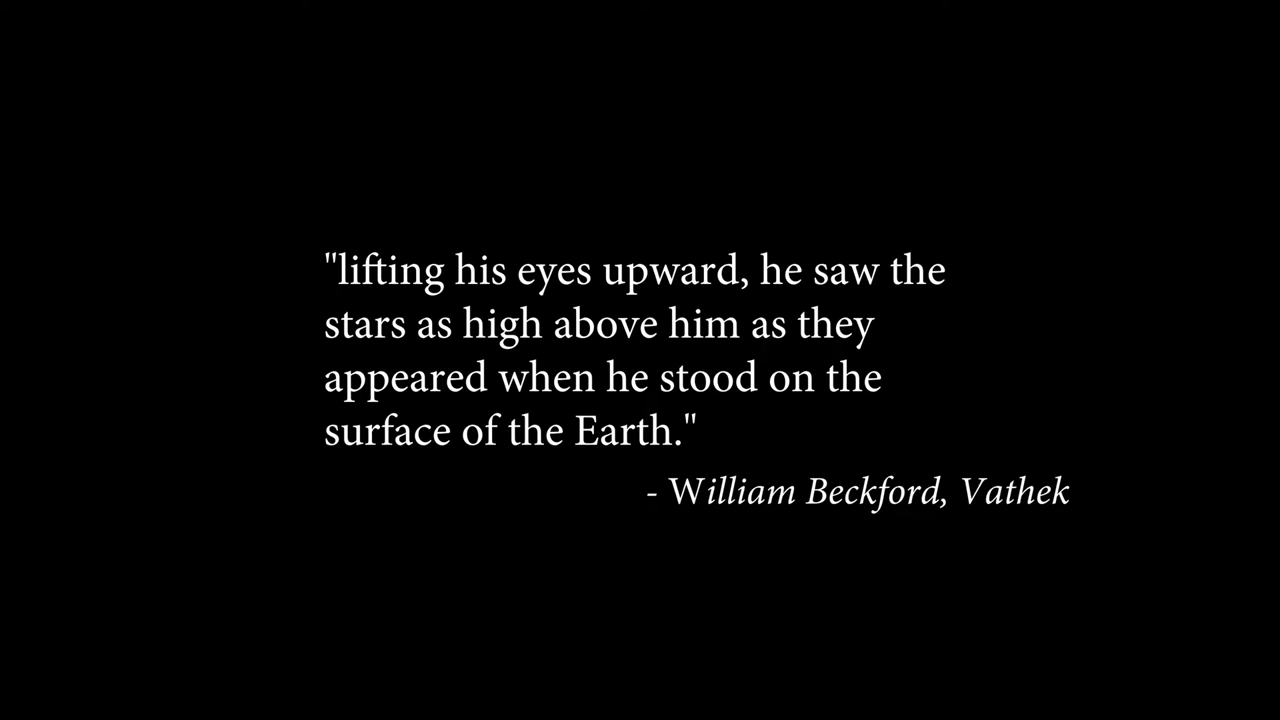 "lifting his eyes upward, he saw the
stars as high above him as they
appeared when he stood on the
surface of the Earth."
- William Beckford, Vathek